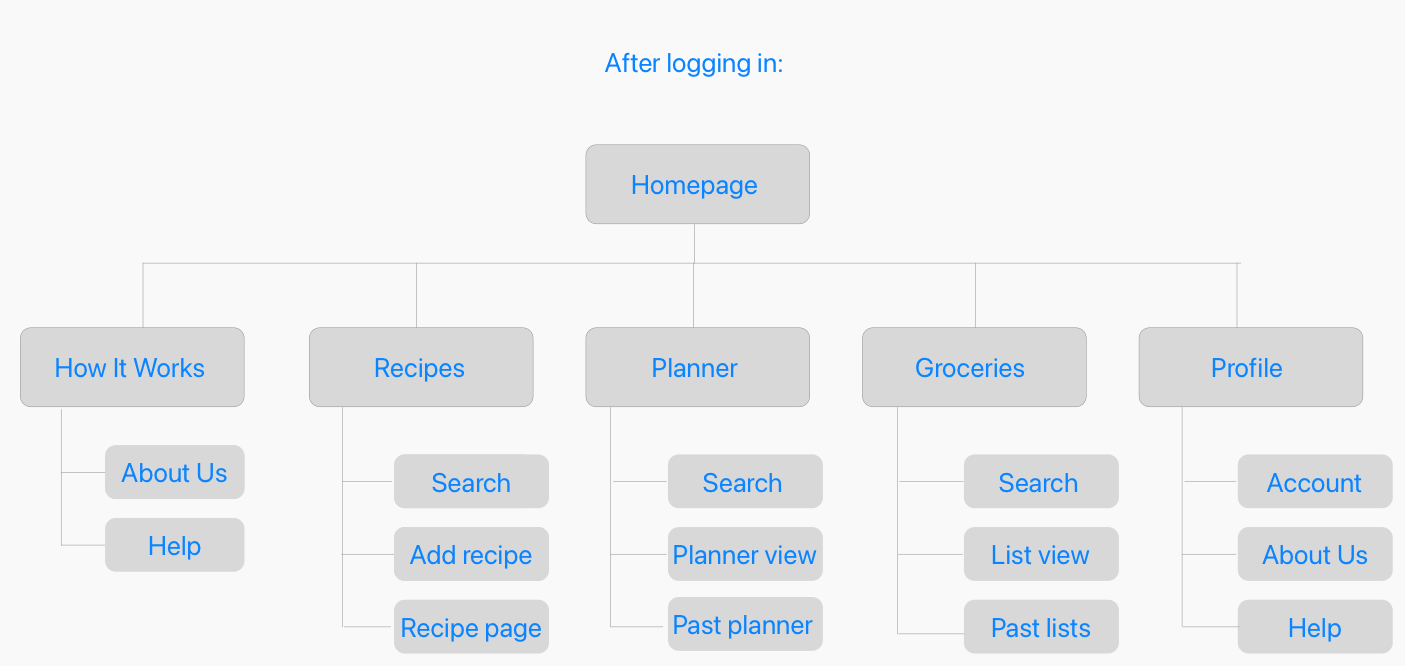 After logging in:
Homepage
How It Works
Recipes
Planner
Groceries
Profile
About Us
Help
Search
Add recipe
Recipe page
Search
Planner view
Past planner
Search
List view
Past lists
Account
About Us
Help